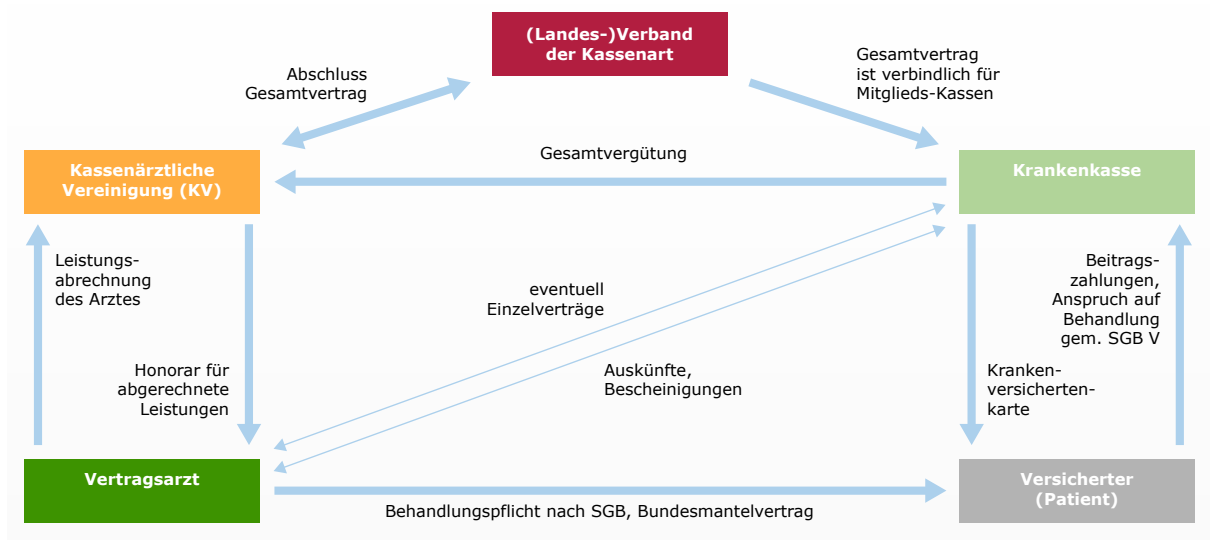 (Landes-)Verband
der Kassenart
Abschluss
Gesamtvertrag
Gesamtvertrag
ist verbindlich für
Mitglieds-Kassen
Gesamtvergütung
Kassenärztliche
Vereinigung (KV)
Krankenkasse
Leistungs-
abrechnung
des Arztes
Honorar für
abgerechnete
Leistungen
eventuell
Einzelverträge
Auskünfte,
Bescheinigungen
Beitrags-
zahlungen,
Anspruch auf
Behandlung
gem. SGB V
Kranken-
versicherten-
karte
Vertragsarzt
Versicherter
(Patient)
Behandlungspflicht nach SGB, Bundesmantelvertrag